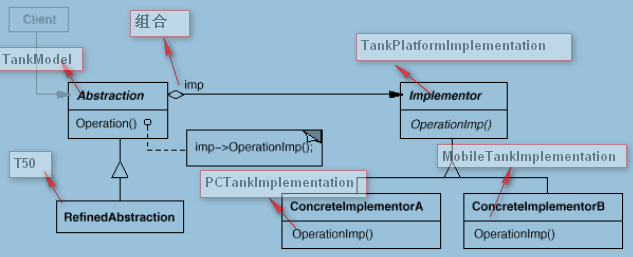 Client
组合
TankPlatformImplementation
TankModel
imp
Abstraction
Implementor
Operation()
OperationImp()
imp->OperationImp();
T50
MobileTankImplementation
PCTankImplementation
RefinedAbstraction
ConcreteImplementorA
ConcreteImplementorB
OperationImp()
OperationImp()